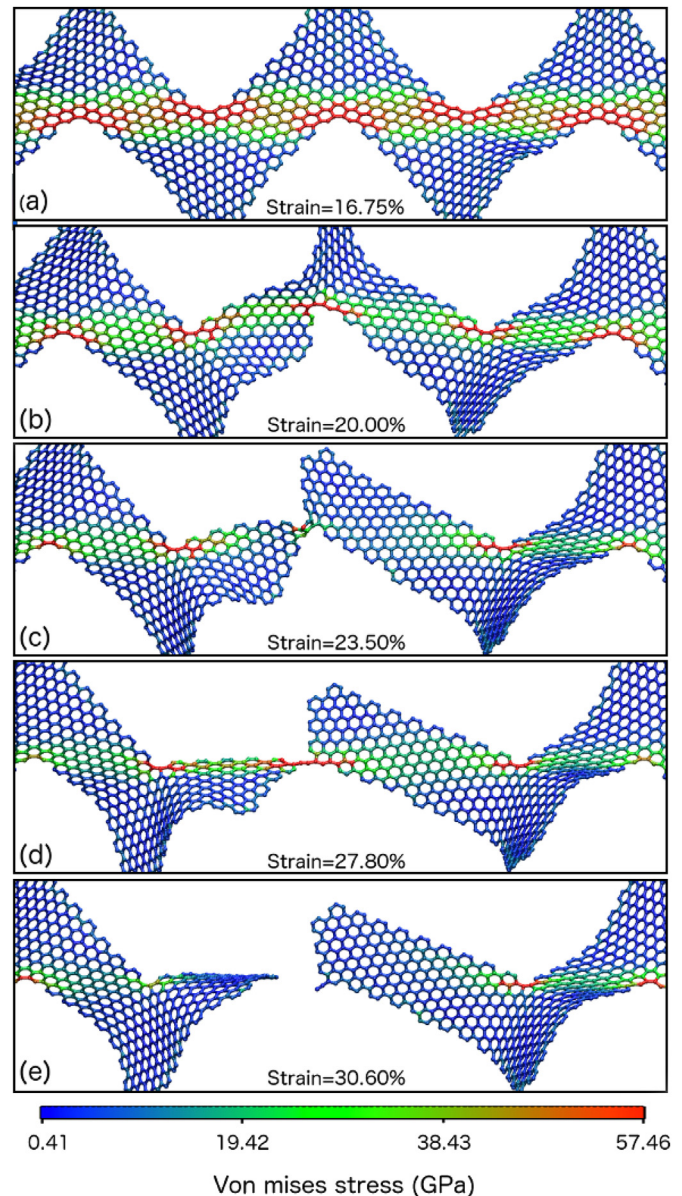 (a)
Strain=16.75%
(b)
Strain=20.00%
(c)
Strain=23.50%
(d)
Strain=27.80%
(e)
Strain=30.60%
0.41 19.42 38.43 57.46
Von mises stress (GPa)